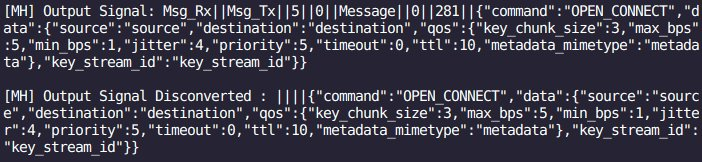 [MH] Output Signal: Msg_Rx||Msg_Tx||5||0||Message||0||281||{"command":"OPEN_CONNECT","d
ata":{"source":"source","destination":"destination","qos":{"key_chunk_size":3,"max_bps"
:5,"min_bps":1,"jitter":4,"priority":5,"timeout":0,"ttl":10,"metadata_mimetype":"metada
ta"},"key_stream_id":"key_stream_id"}}
[MH] Output Signal Disconverted : ||||{"command":"OPEN_CONNECT","data":{"source":"sourc
e","destination":"destination","qos":{"key_chunk_size":3,"max_bps":5,"min_bps":1,"jitte
r":4,"priority":5,"timeout":0,"ttl":10,"metadata_mimetype":"metadata"},"key_stream_id":
"key_stream_id"}}